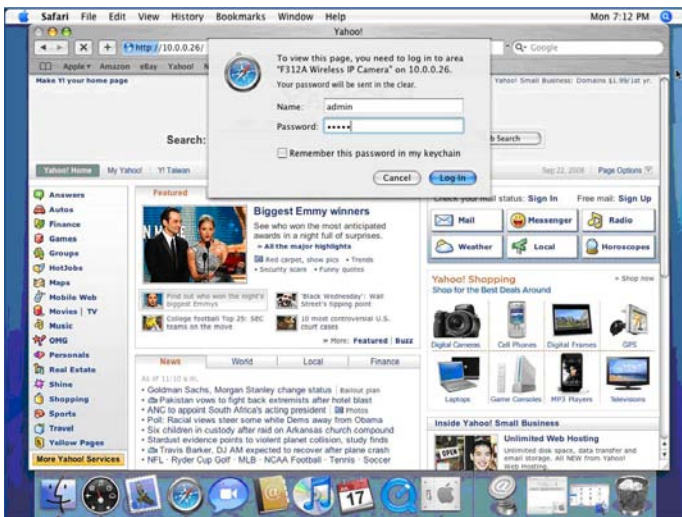 Safari File Edit View History Bookmarks Window Help Mon 7:12 PM
Yahoo!
http://10.0.0.26/
Q- Google
Apple Amazon eBay Yahoo!
To view this page, you need to log in to area
"F312A Wireless IP Camera" on 10.0.0.26.
Your password will be sent in the clear.
Name: admin
Password: •••••
Remember this password in my keychain
Cancel Log In
Make Y! your home page
Yahoo! Small Business: Domains $1.99/1st yr.
Search:
Search
Yahoo! Home My Yahoo! Y! Taiwan Sep 22, 2008 Page Options
Answers
Autos
Finance
Games
Groups
HotJobs
Maps
Mobile Web
Movies | TV
Music
OMG
Personals
Real Estate
Shine
Shopping
Sports
Travel
Yellow Pages
More Yahoo! Services
Featured
Biggest Emmy winners
See who won the most anticipated
awards in a night full of surprises.
» All the major highlights
Red carpet, show pics • Trends
• Security scare • Funny quotes
Find out who won the night's
biggest Emmys
'Black Wednesday': Wall
Street's tipping point
College football Top 25: SEC
teams on the move
10 most controversial U.S.
court cases
» More: Featured | Buzz
News World Local Finance
As of 11:10 a.m.
• Goldman Sachs, Morgan Stanley change status | Bailout plan
• Pakistan vows to fight back extremists after hotel blast
• ANC to appoint South Africa's acting president Photos
• Poll: Racial views steer some white Dems away from Obama
• Six children in custody after raid on Arkansas church compound
• Stardust evidence points to violent planet collision, study finds
• Travis Barker, DJ AM expected to recover after plane crash
• NFL · Ryder Cup Golf · MLB · NCAA Football · Tennis · Soccer
Check your mail status: Sign In Free mail: Sign Up
Mail Messenger Radio
Weather Local Horoscopes
Yahoo! Shopping » Shop now
Shop for the Best Deals Around
Digital Cameras Cell Phones Digital Frames GPS
Laptops Game Consoles MP3 Players Televisions
Inside Yahoo! Small Business
Unlimited Web Hosting
Unlimited disk space, data transfer and
email storage. All NEW from Yahoo!
Web Hosting.
JUL
17